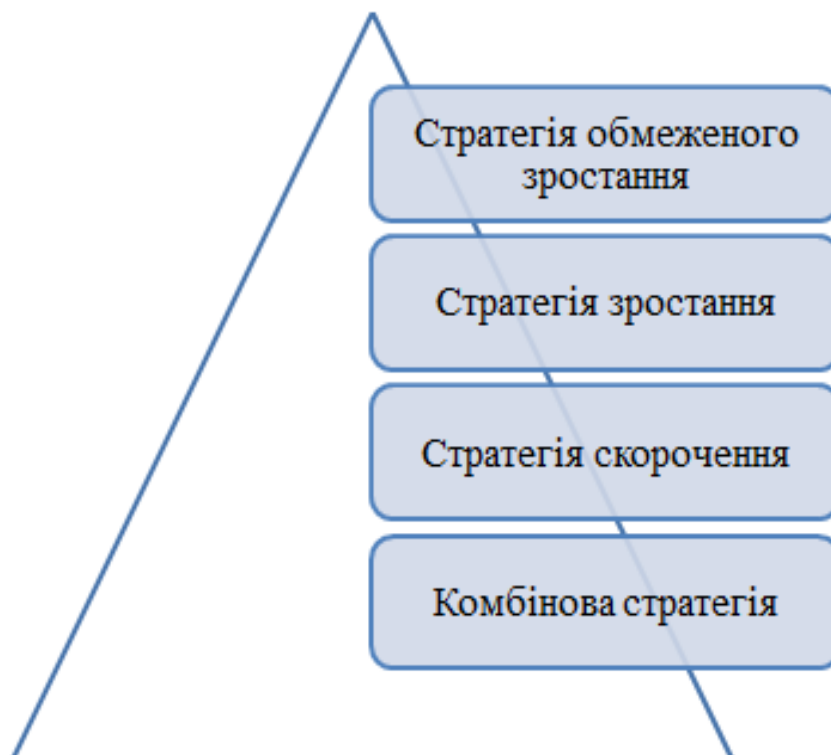 Стратегія обмеженого
зростання
Стратегія зростання
Стратегія скорочення
Комбінова стратегія